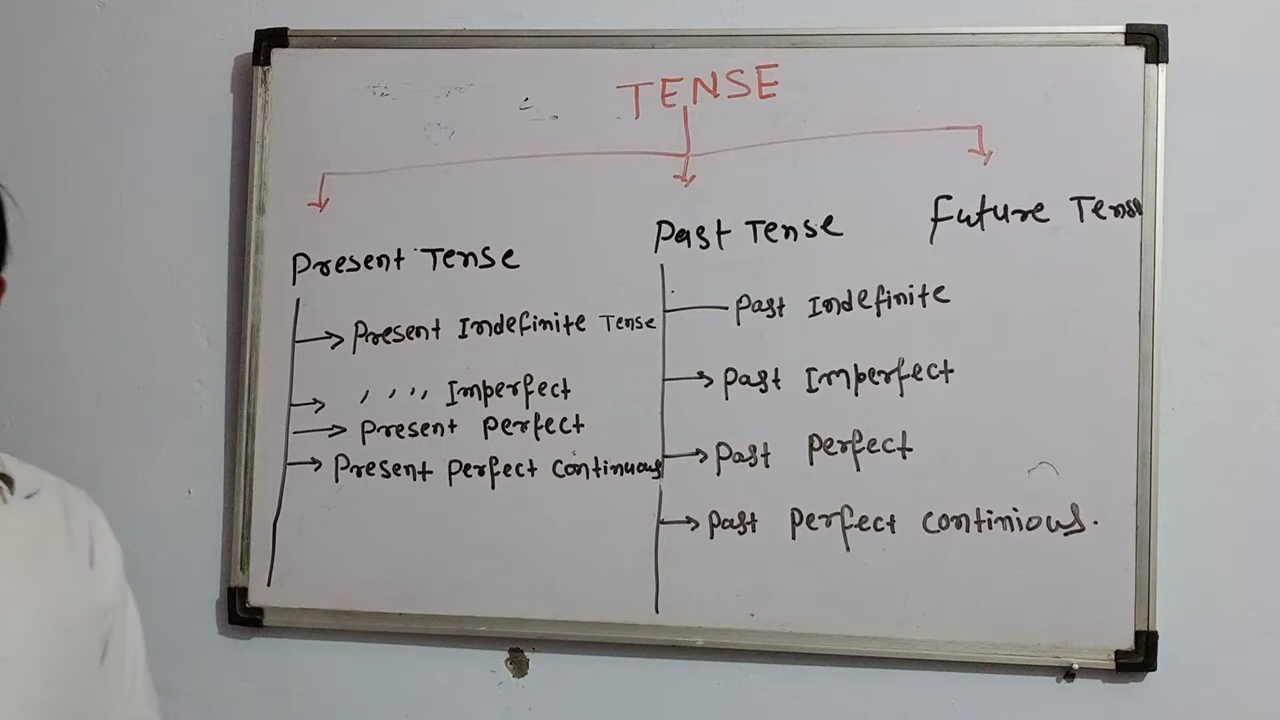 TENSE
Present Tense
Present Indefinite Tense
, , , , Imperfect
Present perfect
Present perfect continuous
Past Tense
Past Indefinite
Past Imperfect
Past perfect
Past perfect continious.
Future Tense